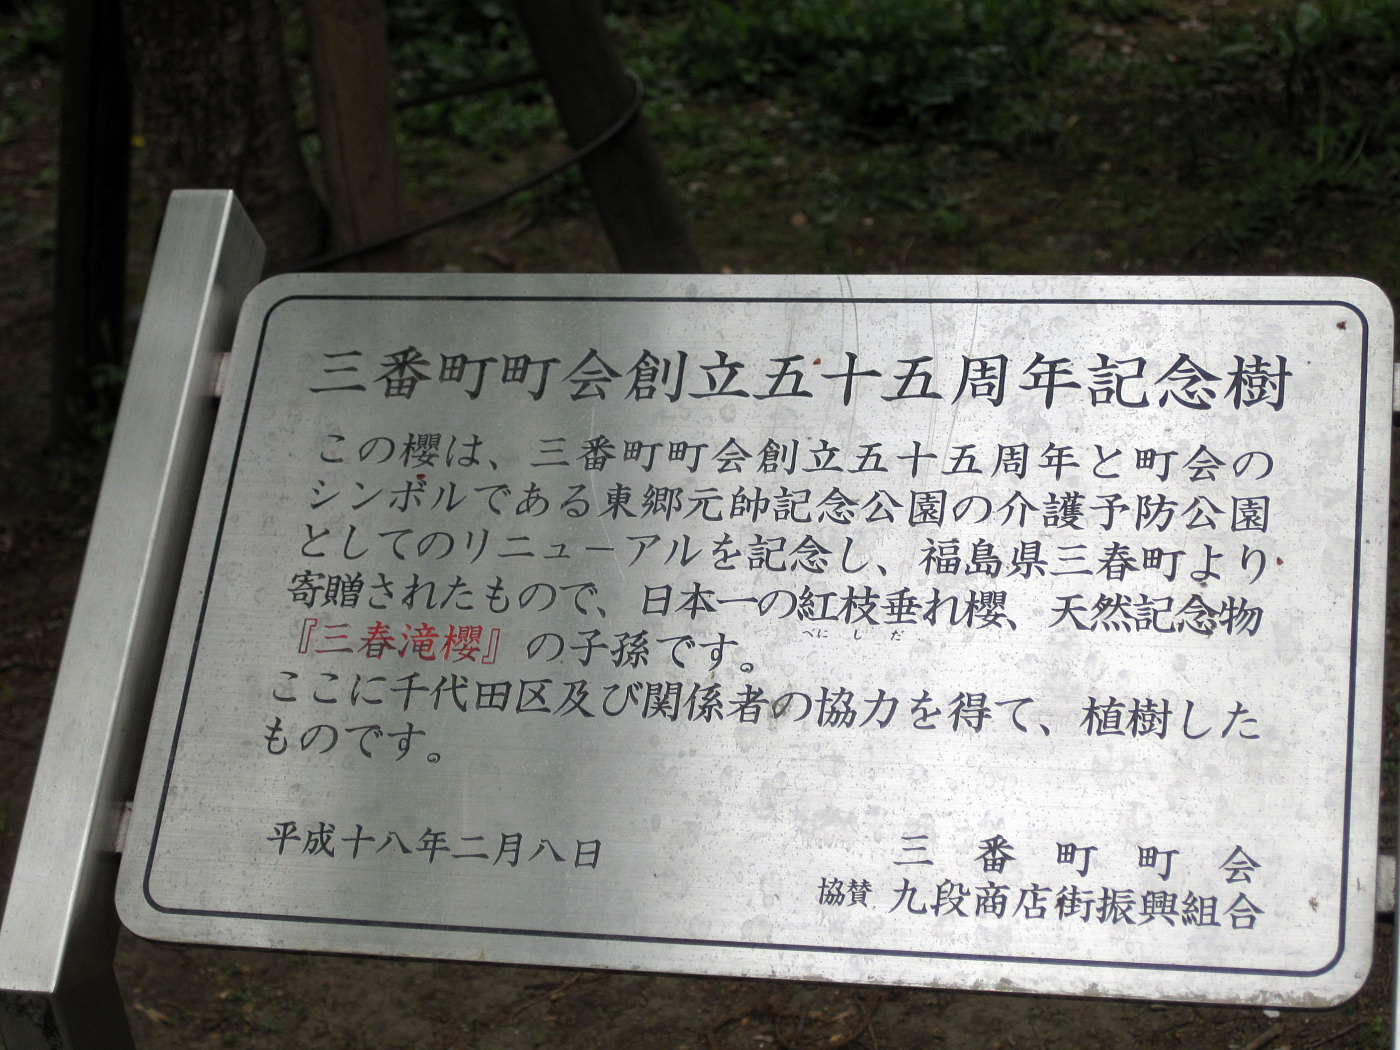 三番町町会創立五十五周年記念樹
この櫻は、三番町町会創立五十五周年と町会の
シンボルである東郷元帥記念公園の介護予防公園
としてのリニューアルを記念し、福島県三春町より
寄贈されたもので、日本一の紅枝垂れ櫻、天然記念物
べに し だ
『三春滝櫻』の子孫です。
ここに千代田区及び関係者の協力を得て、植樹した
ものです。
平成十八年二月八日
三番町町会
協賛 九段商店街振興組合